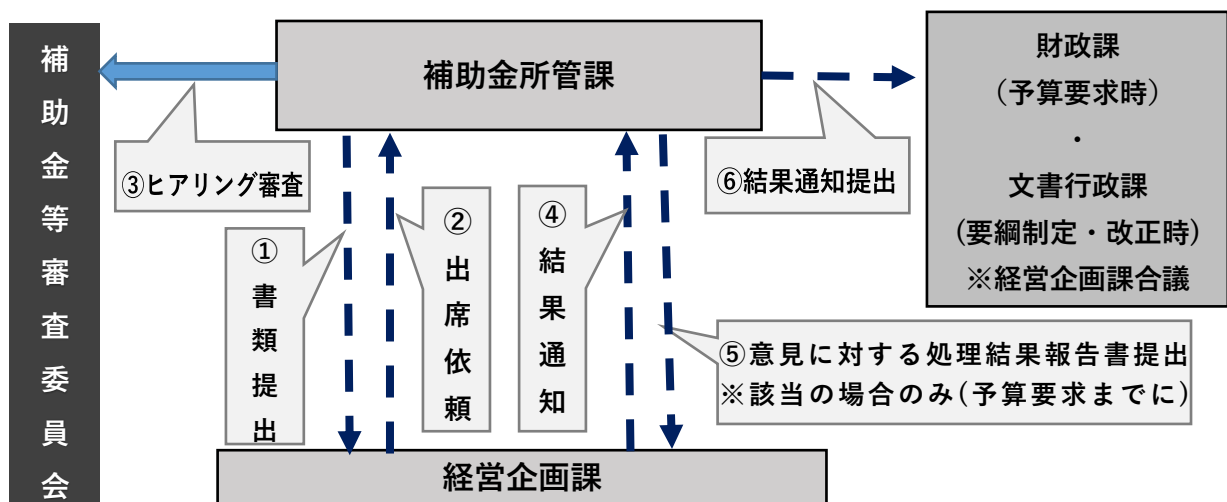 補助金等審査委員会
補助金所管課
財政課
(予算要求時)
・
文書行政課
(要綱制定・改正時)
※経営企画課合議
③ヒアリング審査
⑥結果通知提出
①書類提出
②出席依頼
④結果通知
⑤意見に対する処理結果報告書提出
※該当の場合のみ(予算要求までに)
経営企画課